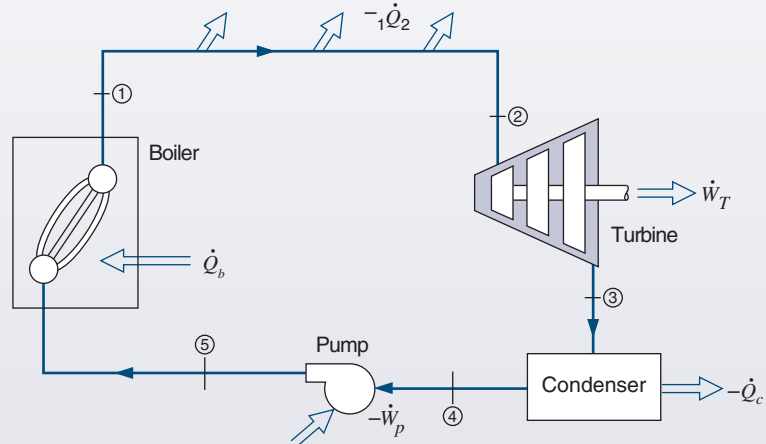 −₁Q̇₂
①
②
Boiler
Ẇ_T
Turbine
Q̇_b
③
⑤
Pump
Condenser
−Q̇_c
−Ẇ_p
④